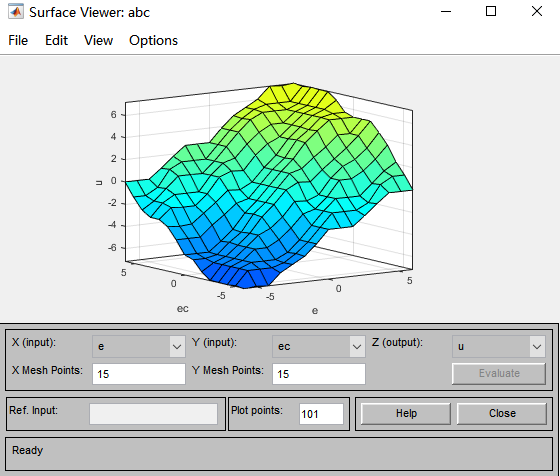 Surface Viewer: abc
File Edit View Options
6
4
2
0
-2
-4
-6
u
5
0
-5
ec
-5
0
5
e
X (input): e Y (input): ec Z (output): u
X Mesh Points: 15 Y Mesh Points: 15 Evaluate
Ref. Input: Plot points: 101 Help Close
Ready